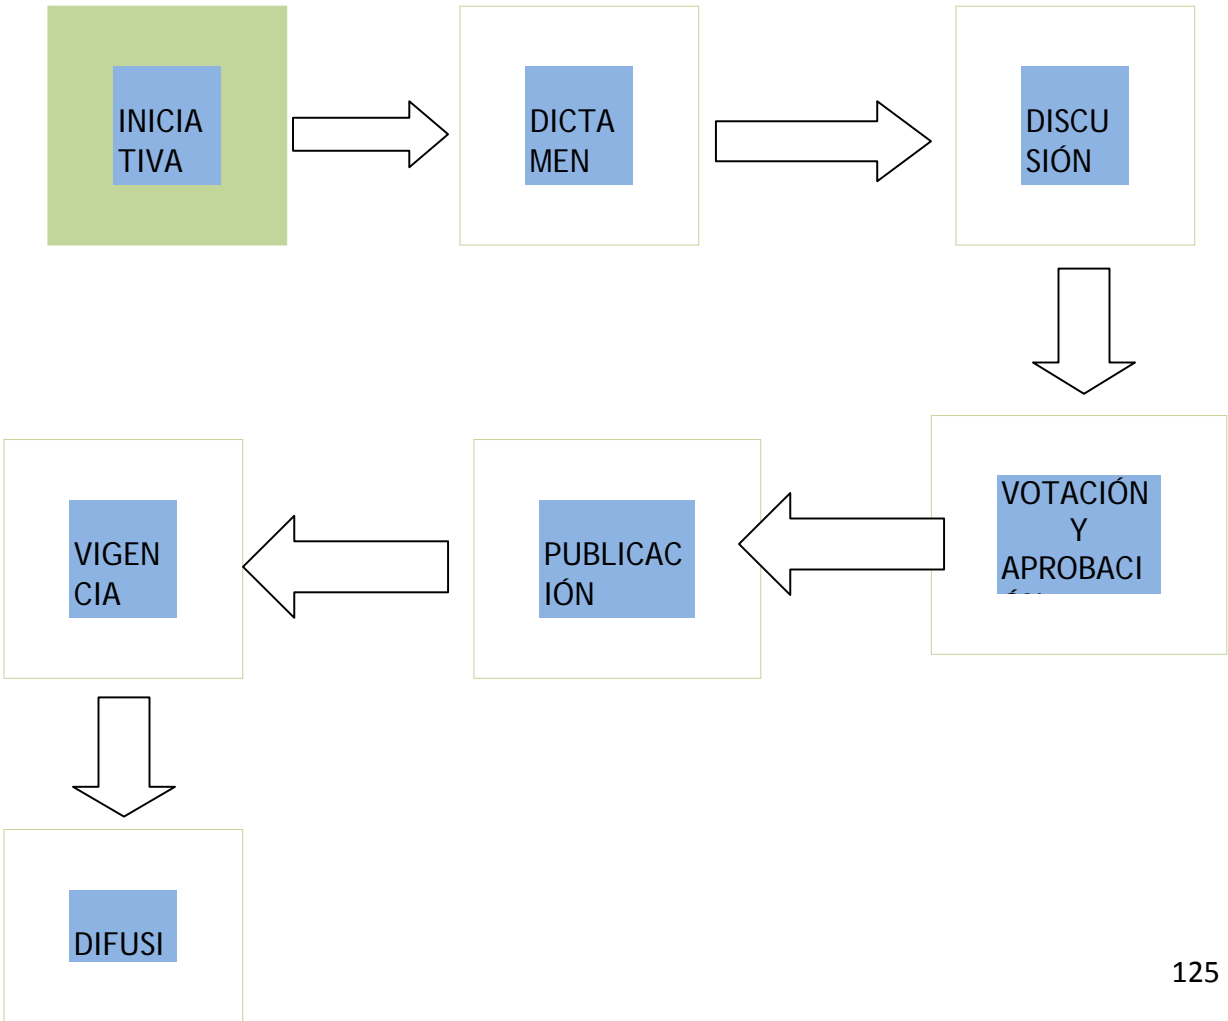 INICIA
TIVA
DICTA
MEN
DISCU
SIÓN
VOTACIÓN
Y
APROBACI
PUBLICAC
IÓN
VIGEN
CIA
DIFUSI
125